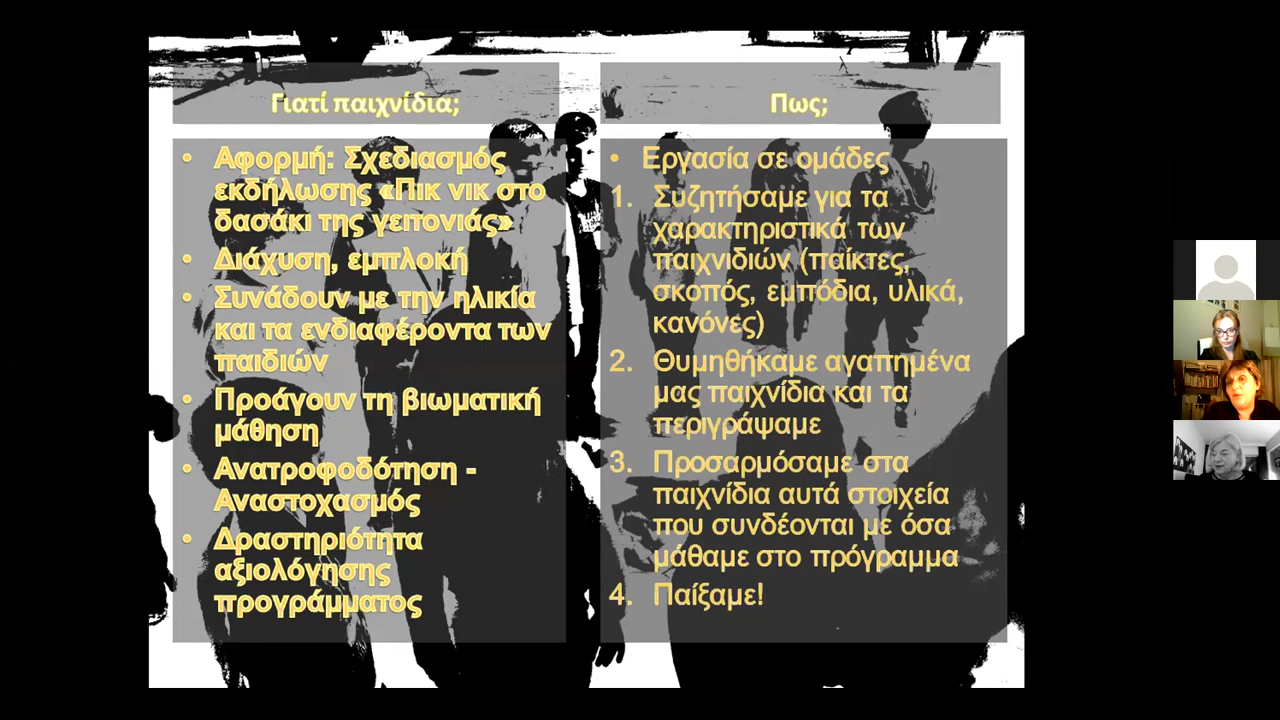 Γιατί παιχνίδια;
• Αφορμή: Σχεδιασμός
εκδήλωσης «Πικ νικ στο
δασάκι της γειτονιάς»
• Διάχυση, εμπλοκή
• Συνάδουν με την ηλικία
και τα ενδιαφέροντα των
παιδιών
• Προάγουν τη βιωματική
μάθηση
• Ανατροφοδότηση -
Αναστοχασμός
• Δραστηριότητα
αξιολόγησης
προγράμματος
Πως;
• Εργασία σε ομάδες
1. Συζητήσαμε για τα
χαρακτηριστικά των
παιχνιδιών (παίκτες,
σκοπός, εμπόδια, υλικά,
κανόνες)
2. Θυμηθήκαμε αγαπημένα
μας παιχνίδια και τα
περιγράψαμε
3. Προσαρμόσαμε στα
παιχνίδια αυτά στοιχεία
που συνδέονται με όσα
μάθαμε στο πρόγραμμα
4. Παίξαμε!